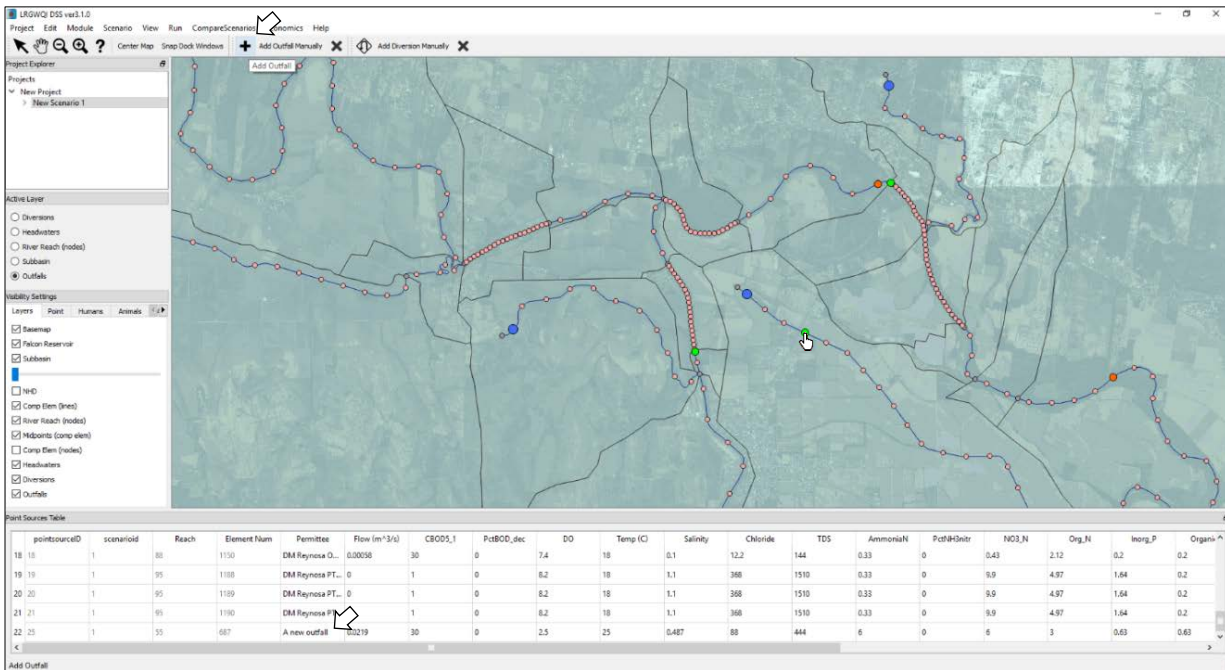 LRGWQI DSS ver3.1.0
Project Edit Module Scenario View Run CompareScenarios Help
Center Map Snap Dock Windows Add Outfall Manually Add Diversion Manually
Add Outfall
Project Explorer
Projects
New Project
New Scenario 1
Active Layer
Diversions
Headwaters
River Reach (nodes)
Subbasin
Outfalls
Visibility Settings
Layers Point Humans Animals
Basemap
Falcon Reservoir
Subbasin
NHD
Comp Elem (lines)
River Reach (nodes)
Midpoints (comp elem)
Comp Elem (nodes)
Headwaters
Diversions
Outfalls
Point Sources Table
pointsourceID scenarioid Reach Element Num Permittee Flow (m^3/s) CBOD5_1 PctBOD_dec DO Temp (C) Salinity Chloride TDS AmmoniaN PctNH3nitr NO3_N Org_N Inorg_P Organi
18 18 1 88 1150 DM Reynosa O... 0.00058 30 0 7.4 18 0.1 12.2 144 0.33 0 0.43 2.12 0.2 0.2
19 19 1 95 1188 DM Reynosa PT... 0 1 0 8.2 18 1.1 368 1510 0.33 0 9.9 4.97 1.64 0.2
20 20 1 95 1189 DM Reynosa PT... 0 1 0 8.2 18 1.1 368 1510 0.33 0 9.9 4.97 1.64 0.2
21 21 1 95 1190 DM Reynosa 1 0 8.2 18 1.1 368 1510 0.33 0 9.9 4.97 1.64 0.2
22 25 1 55 687 A new outfall 0.0219 30 0 2.5 25 0.487 88 444 6 0 6 3 0.63 0.63
Add Outfall